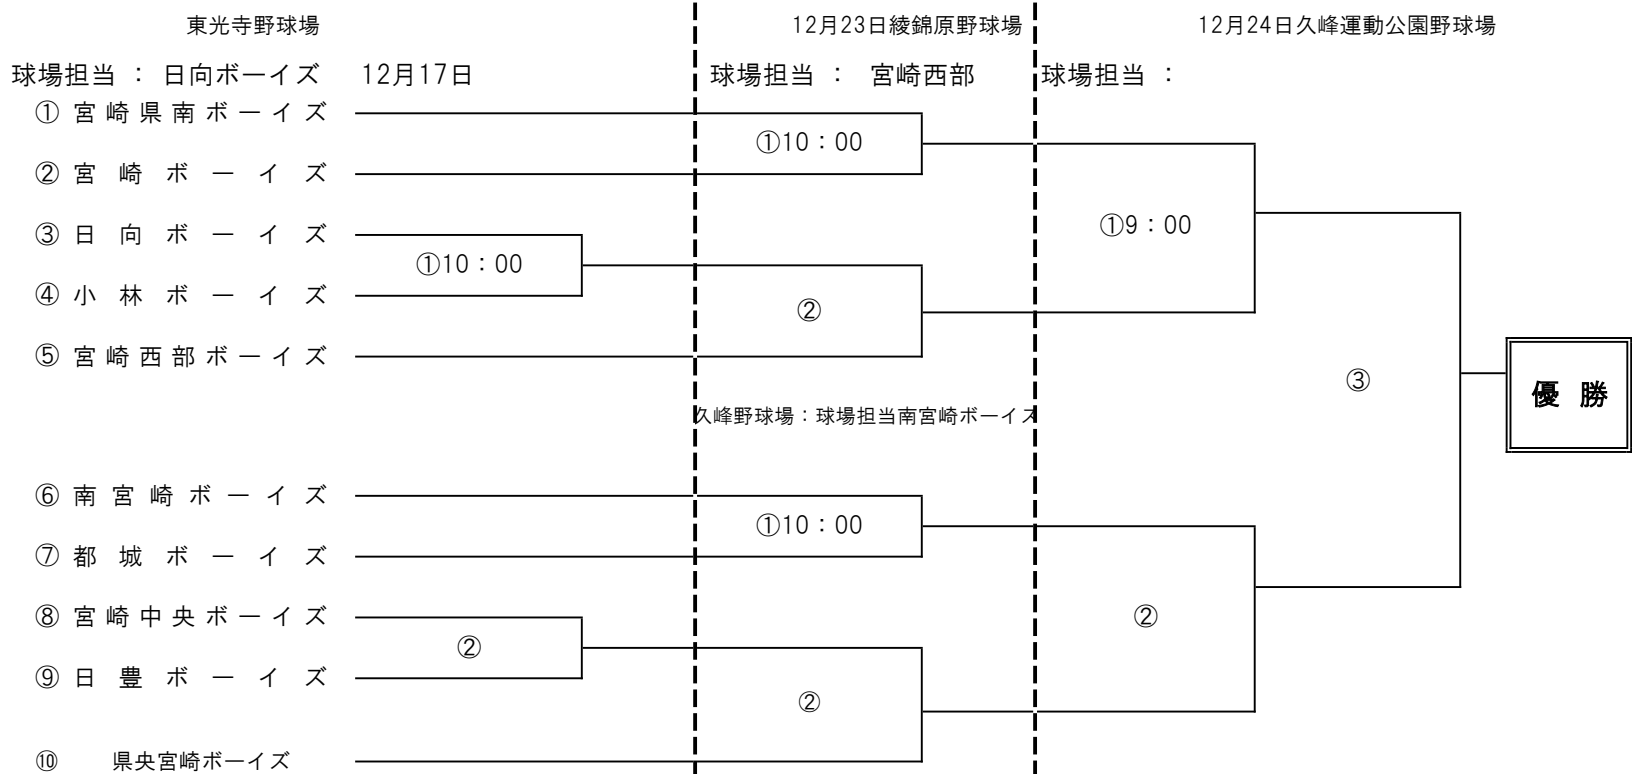 東光寺野球場 12月23日綾錦原野球場 12月24日久峰運動公園野球場
球場担当 : 日向ボーイズ 12月17日 球場担当 : 宮崎西部 球場担当 :
① 宮崎県南ボーイズ
①10:00
② 宮崎ボーイズ
③ 日向ボーイズ
①9:00
①10:00
④ 小林ボーイズ
②
⑤ 宮崎西部ボーイズ
③
優勝
久峰野球場:球場担当南宮崎ボーイズ
⑥ 南宮崎ボーイズ
①10:00
⑦ 都城ボーイズ
⑧ 宮崎中央ボーイズ
②
②
⑨ 日豊ボーイズ
②
⑩ 県央宮崎ボーイズ